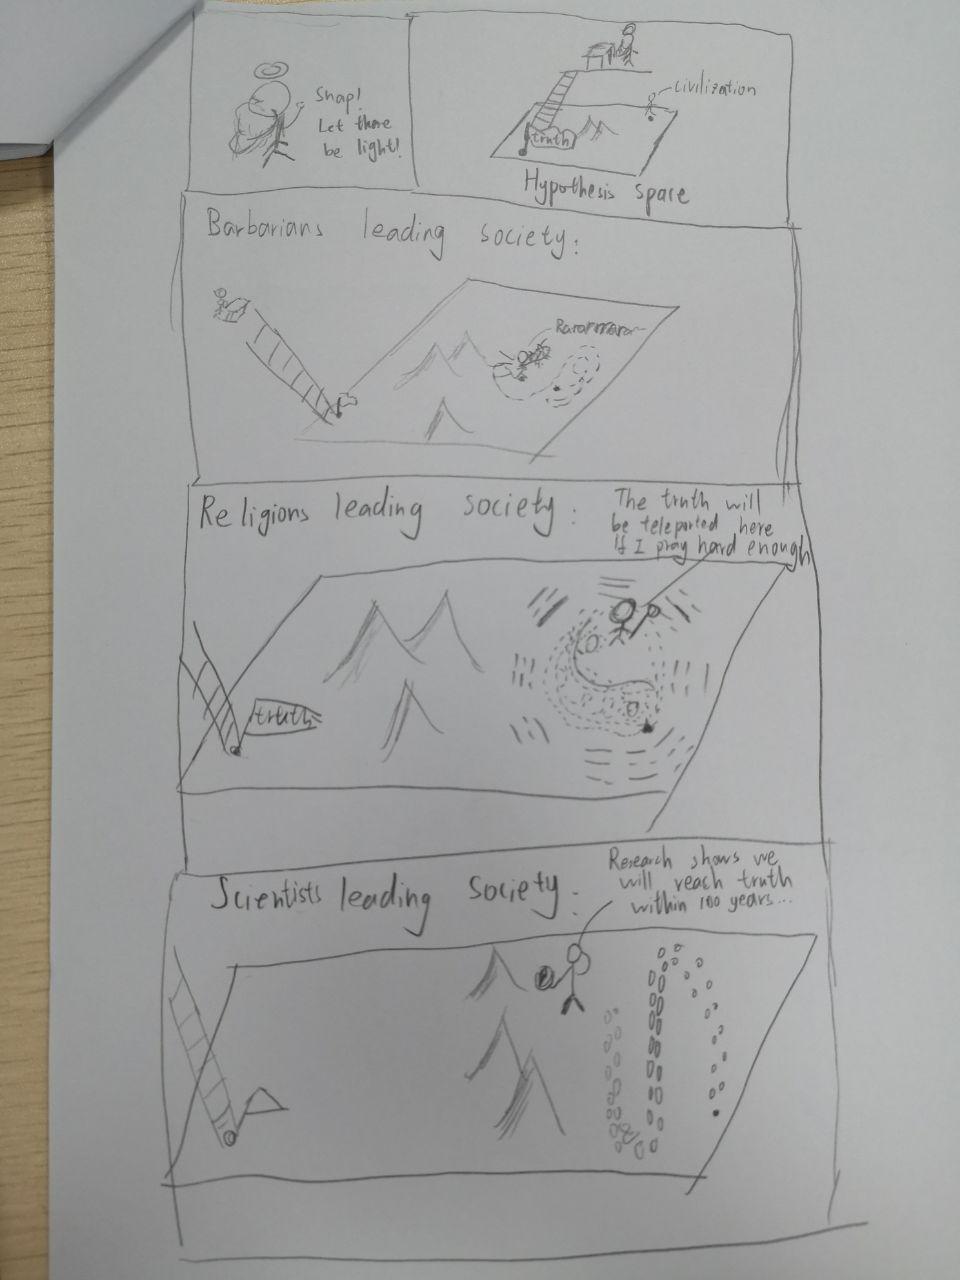 Snap!
Let there
be light!
civilization
truth
Hypothesis space
Barbarians leading society:
Religions leading society:
The truth will
be teleported here
if I pray hard enough
truth
Scientists leading society:
Research shows we
will reach truth
within 100 years...